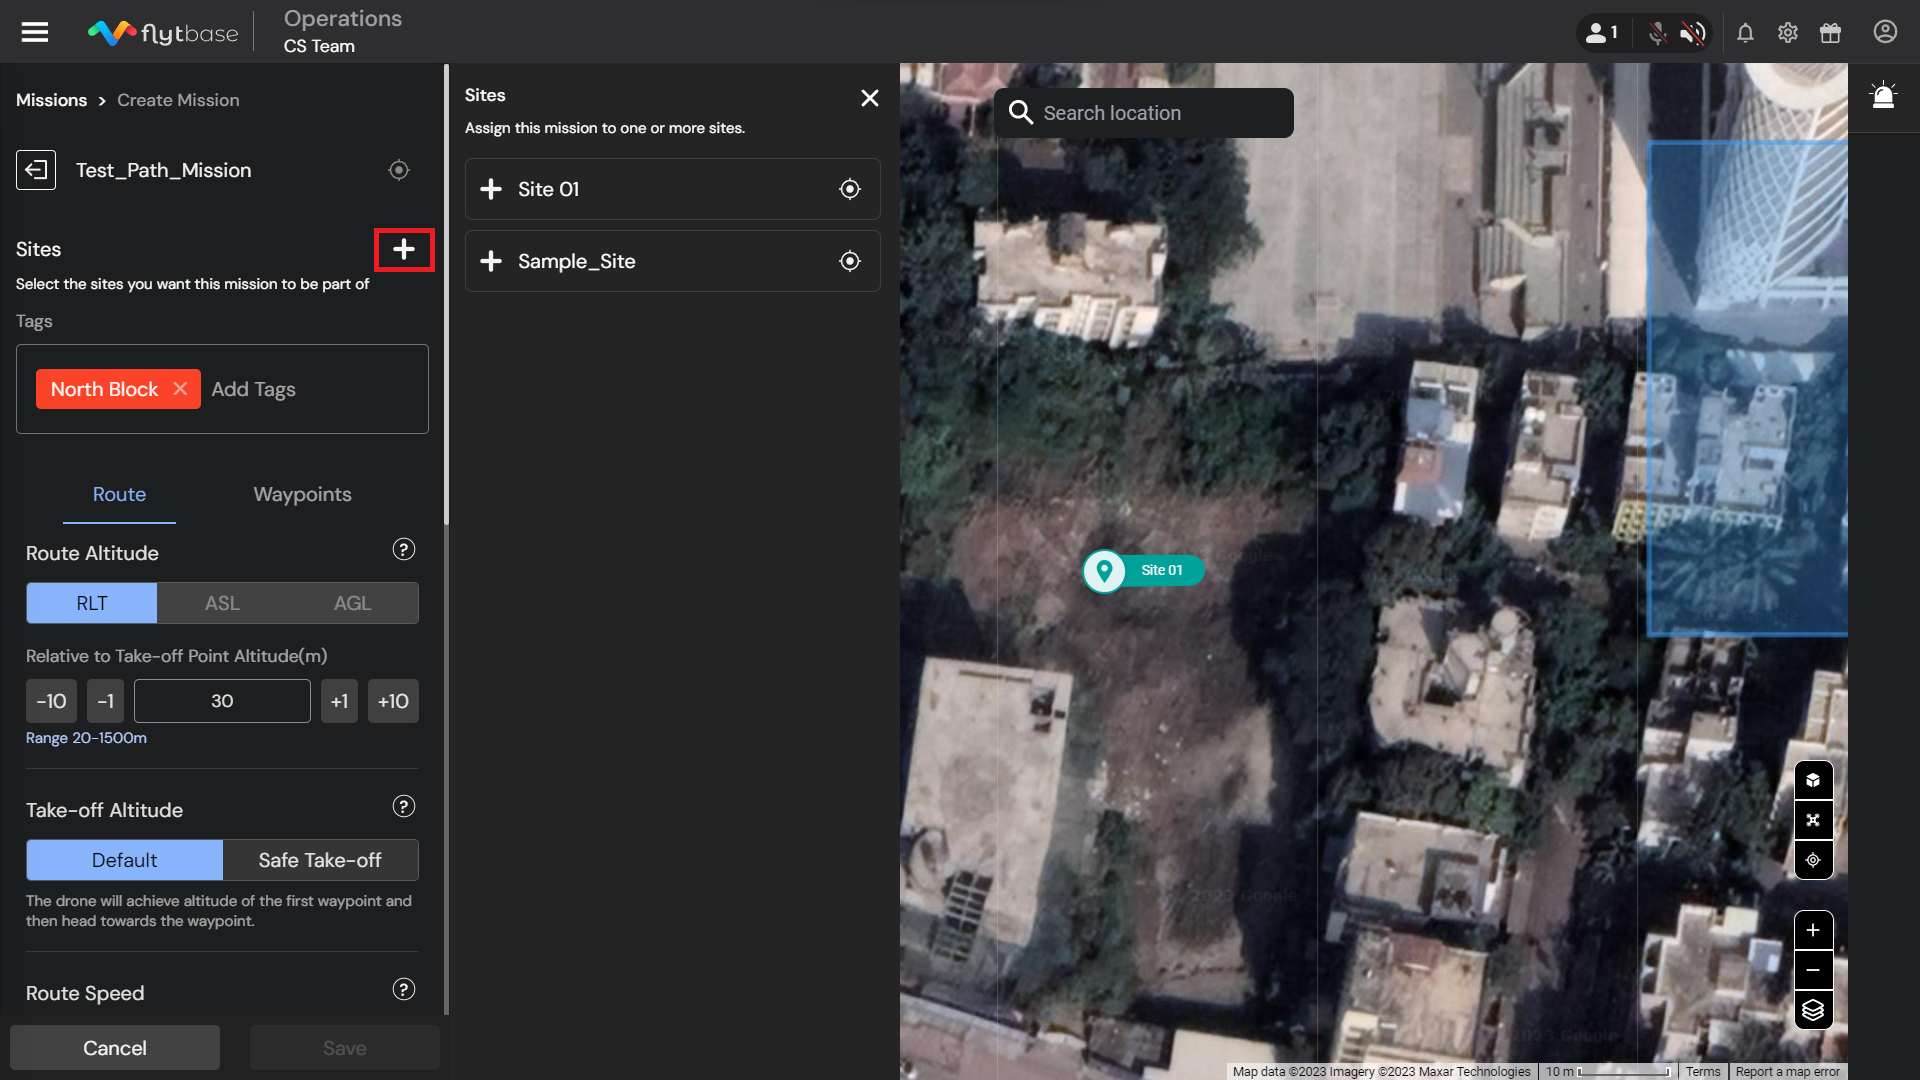 flytbase
Operations
CS Team
1
Missions > Create Mission
Test_Path_Mission
Sites
Select the sites you want this mission to be part of
Tags
North Block
Add Tags
Route
Waypoints
Route Altitude
?
RLT
ASL
AGL
Relative to Take-off Point Altitude(m)
-10
-1
30
+1
+10
Range 20-1500m
Take-off Altitude
?
Default
Safe Take-off
The drone will achieve altitude of the first waypoint and
then head towards the waypoint.
Route Speed
?
Cancel
Save
Sites
Assign this mission to one or more sites.
Site 01
Sample_Site
Search location
Site 01
Map data ©2023 Imagery ©2023 Maxar Technologies
10 m
Terms
Report a map error